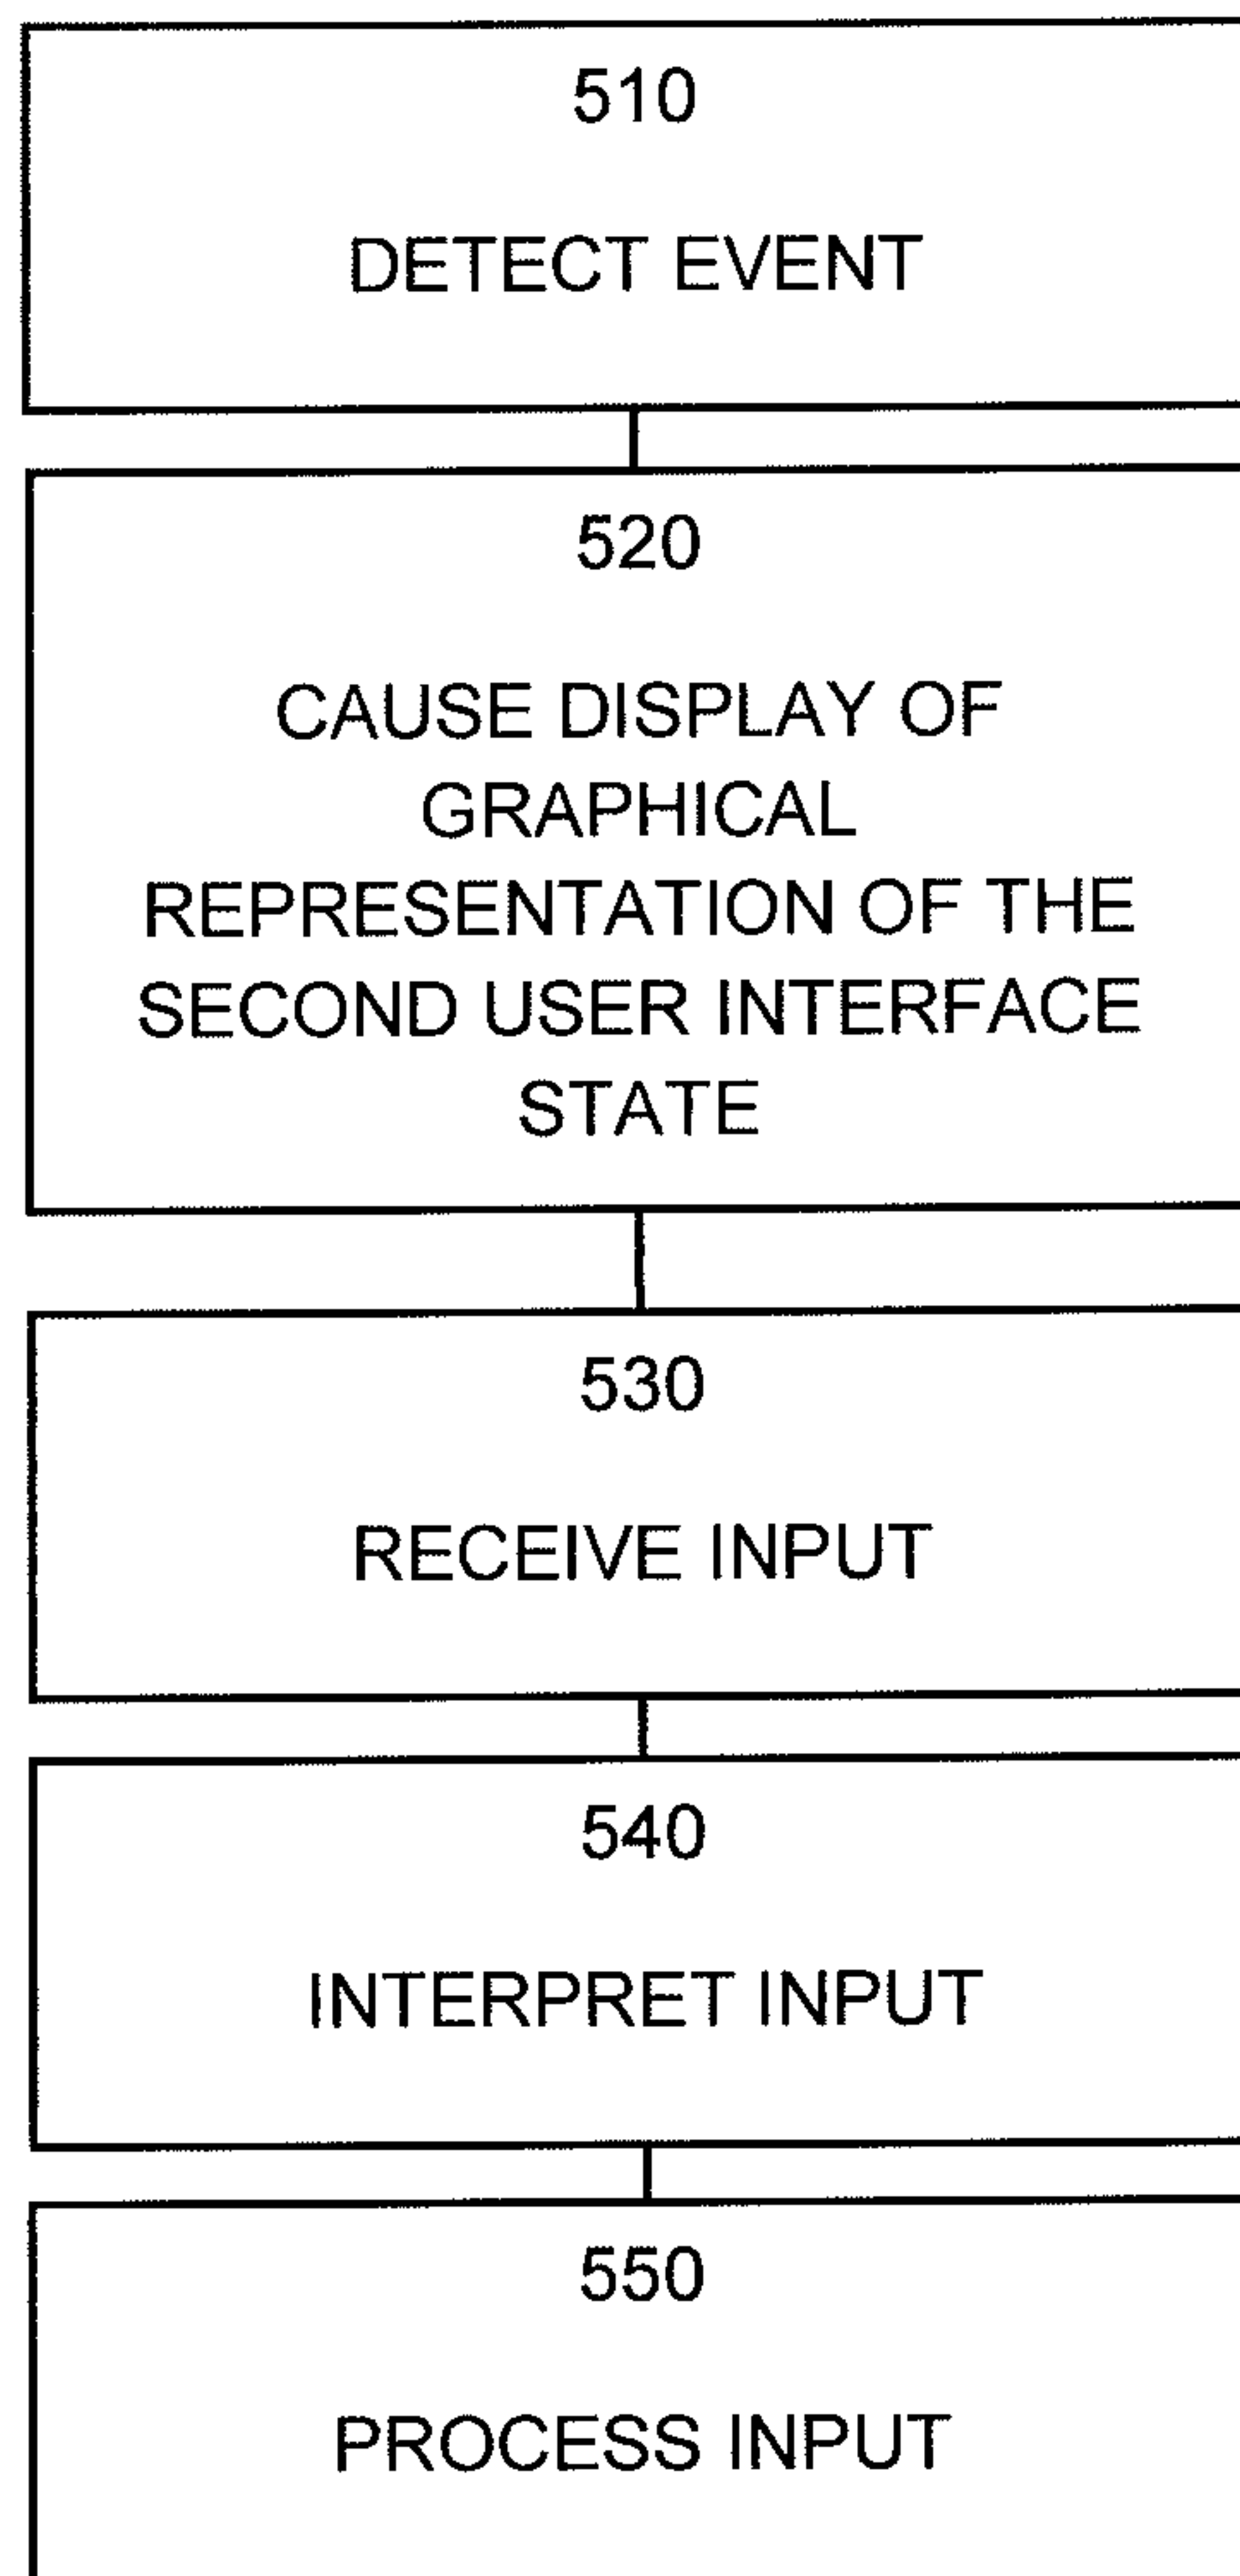 510
DETECT EVENT
520
CAUSE DISPLAY OF
GRAPHICAL
REPRESENTATION OF THE
SECOND USER INTERFACE
STATE
530
RECEIVE INPUT
540
INTERPRET INPUT
550
PROCESS INPUT